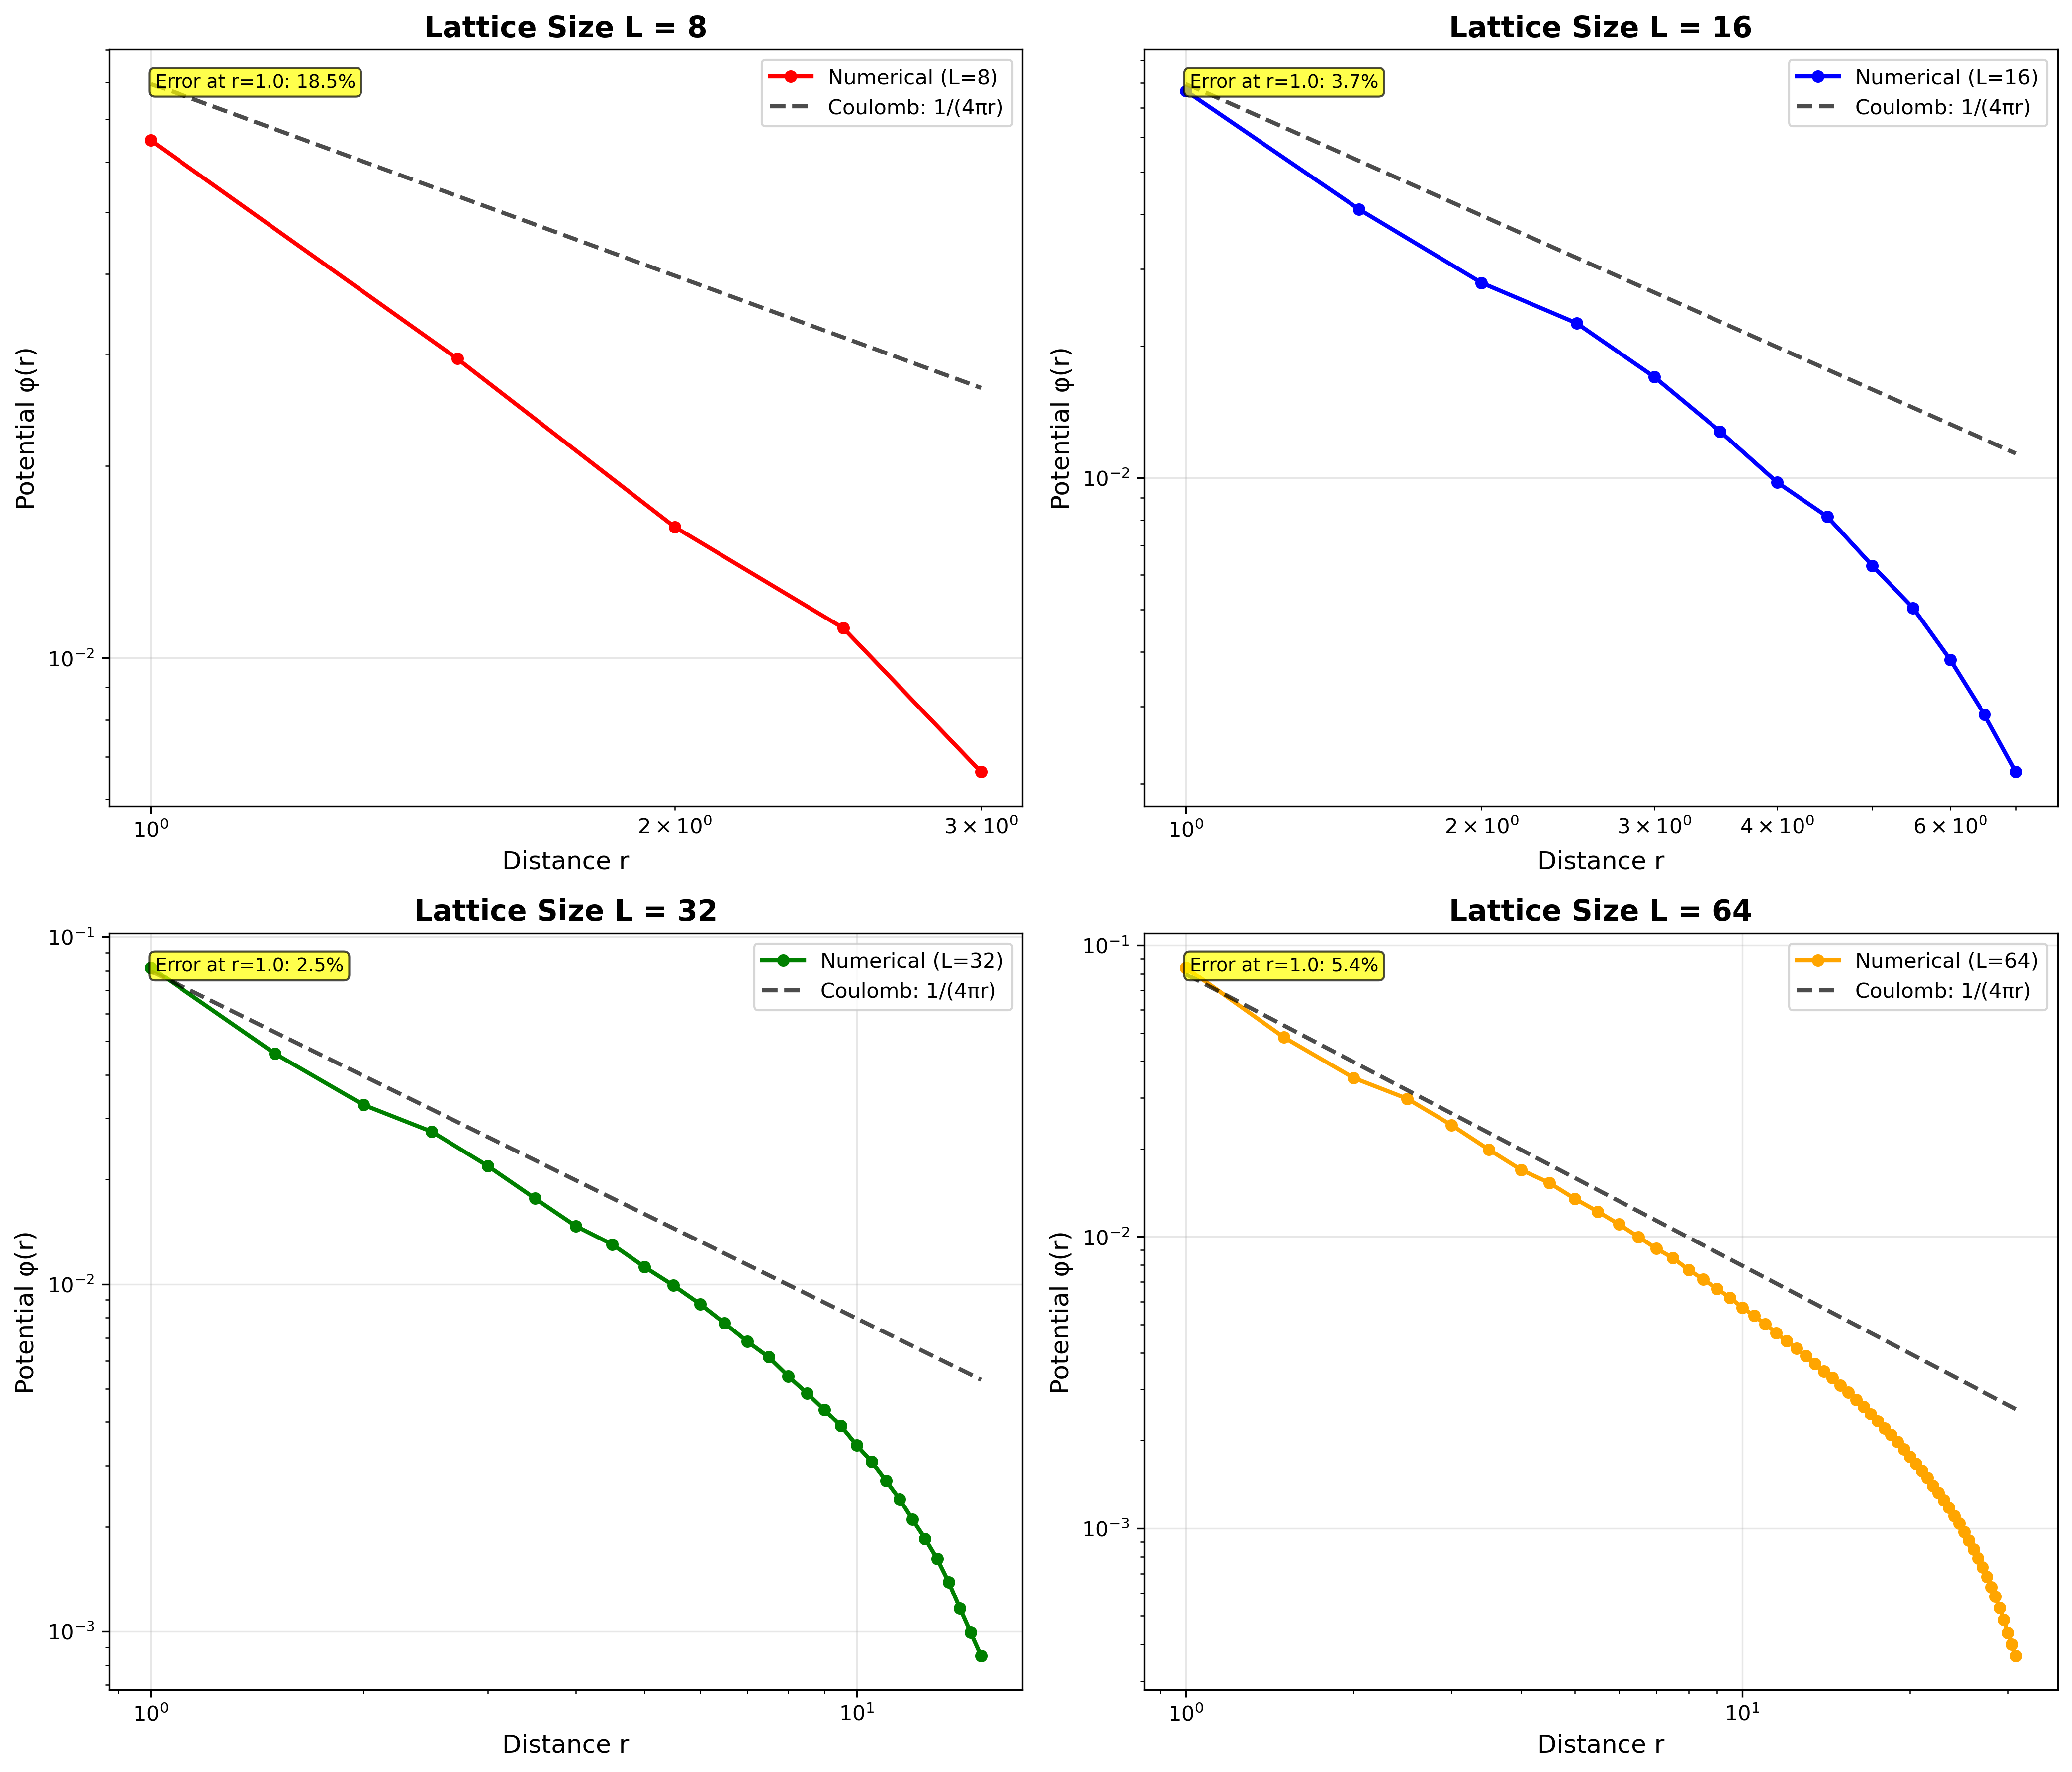 Lattice Size L = 8
Error at r=1.0: 18.5%
Numerical (L=8)
Coulomb: 1/(4πr)
Potential φ(r)
10⁻²
10⁰
2 × 10⁰
3 × 10⁰
Distance r
Lattice Size L = 16
Error at r=1.0: 3.7%
Numerical (L=16)
Coulomb: 1/(4πr)
Potential φ(r)
10⁻²
10⁰
2 × 10⁰
3 × 10⁰
4 × 10⁰
6 × 10⁰
Distance r
Lattice Size L = 32
10⁻¹
Error at r=1.0: 2.5%
Numerical (L=32)
Coulomb: 1/(4πr)
Potential φ(r)
10⁻²
10⁻³
10⁰
10¹
Distance r
Lattice Size L = 64
10⁻¹
Error at r=1.0: 5.4%
Numerical (L=64)
Coulomb: 1/(4πr)
Potential φ(r)
10⁻²
10⁻³
10⁰
10¹
Distance r